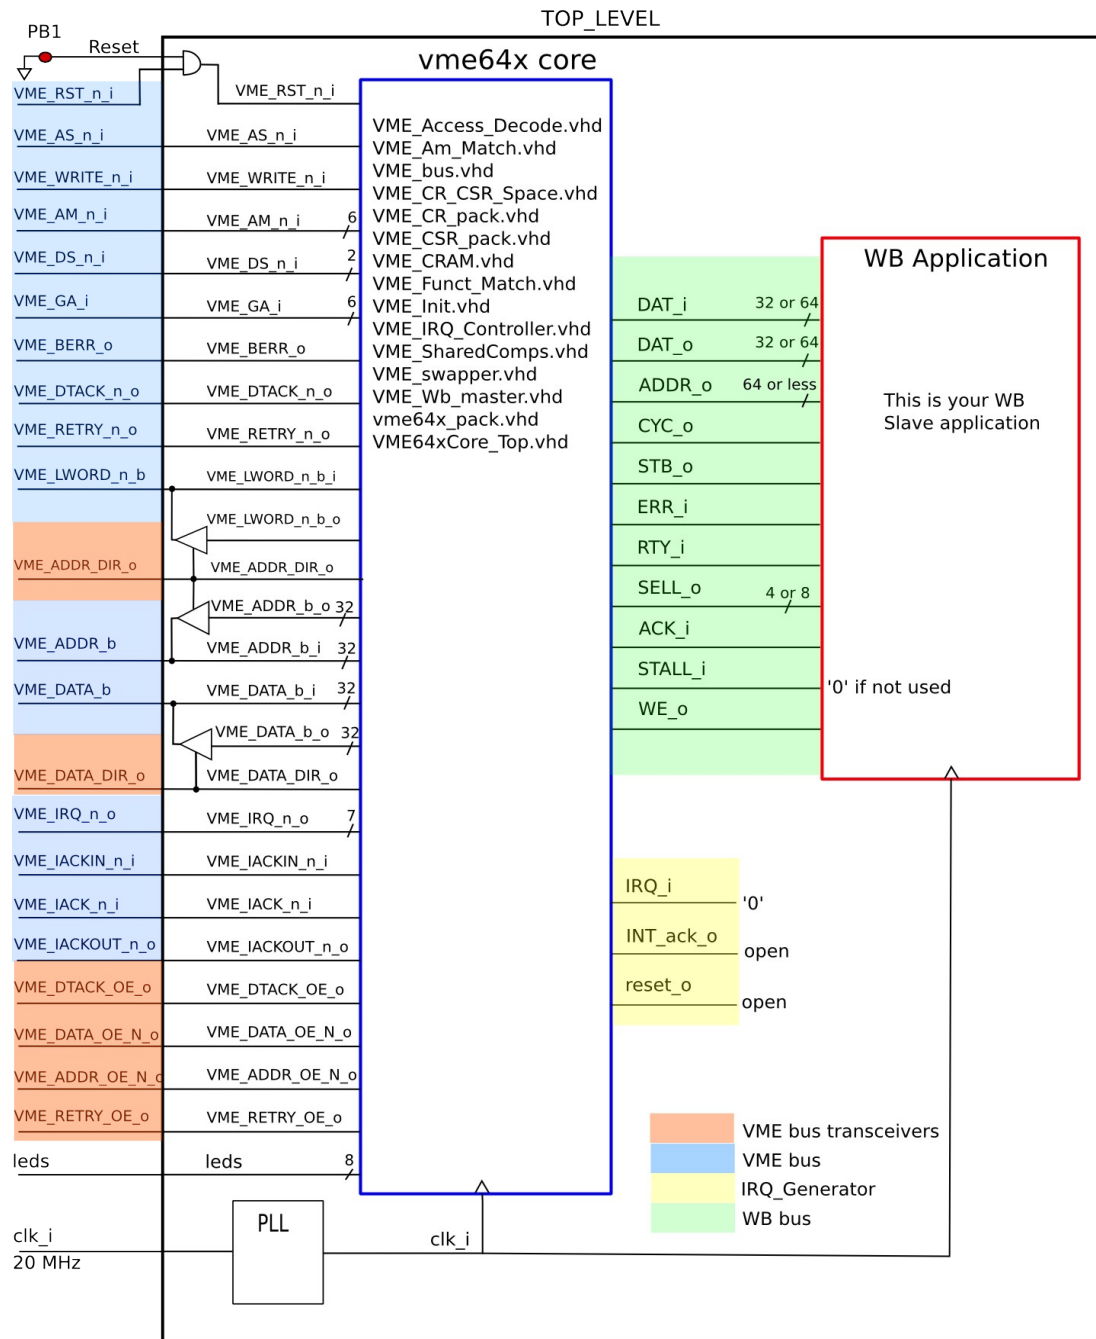 TOP_LEVEL
PB1
Reset
vme64x core
VME_RST_n_i
VME_RST_n_i
VME_AS_n_i
VME_AS_n_i
VME_WRITE_n_i
VME_WRITE_n_i
VME_AM_n_i
VME_AM_n_i
6
VME_DS_n_i
VME_DS_n_i
2
VME_GA_i
VME_GA_i
6
VME_BERR_o
VME_BERR_o
VME_DTACK_n_o
VME_DTACK_n_o
VME_RETRY_n_o
VME_RETRY_n_o
VME_LWORD_n_b
VME_LWORD_n_b_i
VME_LWORD_n_b_o
VME_ADDR_DIR_o
VME_ADDR_DIR_o
VME_ADDR_b_o 32
VME_ADDR_b
VME_ADDR_b_i 32
VME_DATA_b
VME_DATA_b_i 32
VME_DATA_b_o 32
VME_DATA_DIR_o
VME_DATA_DIR_o
VME_IRQ_n_o
VME_IRQ_n_o
7
VME_IACKIN_n_i
VME_IACKIN_n_i
VME_IACK_n_i
VME_IACK_n_i
VME_IACKOUT_n_o
VME_IACKOUT_n_o
VME_DTACK_OE_o
VME_DTACK_OE_o
VME_DATA_OE_N_o
VME_DATA_OE_N_o
VME_ADDR_OE_N_o
VME_ADDR_OE_N_o
VME_RETRY_OE_o
VME_RETRY_OE_o
leds
leds
8
clk_i
20 MHz
PLL
clk_i
VME_Access_Decode.vhd
VME_Am_Match.vhd
VME_bus.vhd
VME_CR_CSR_Space.vhd
VME_CR_pack.vhd
VME_CSR_pack.vhd
VME_CRAM.vhd
VME_Funct_Match.vhd
VME_Init.vhd
VME_IRQ_Controller.vhd
VME_SharedComps.vhd
VME_swapper.vhd
VME_Wb_master.vhd
vme64x_pack.vhd
VME64xCore_Top.vhd
DAT_i
32 or 64
DAT_o
32 or 64
ADDR_o
64 or less
CYC_o
STB_o
ERR_i
RTY_i
SELL_o
4 or 8
ACK_i
STALL_i
WE_o
WB Application
This is your WB
Slave application
'0' if not used
IRQ_i
'0'
INT_ack_o
open
reset_o
open
VME bus transceivers
VME bus
IRQ_Generator
WB bus